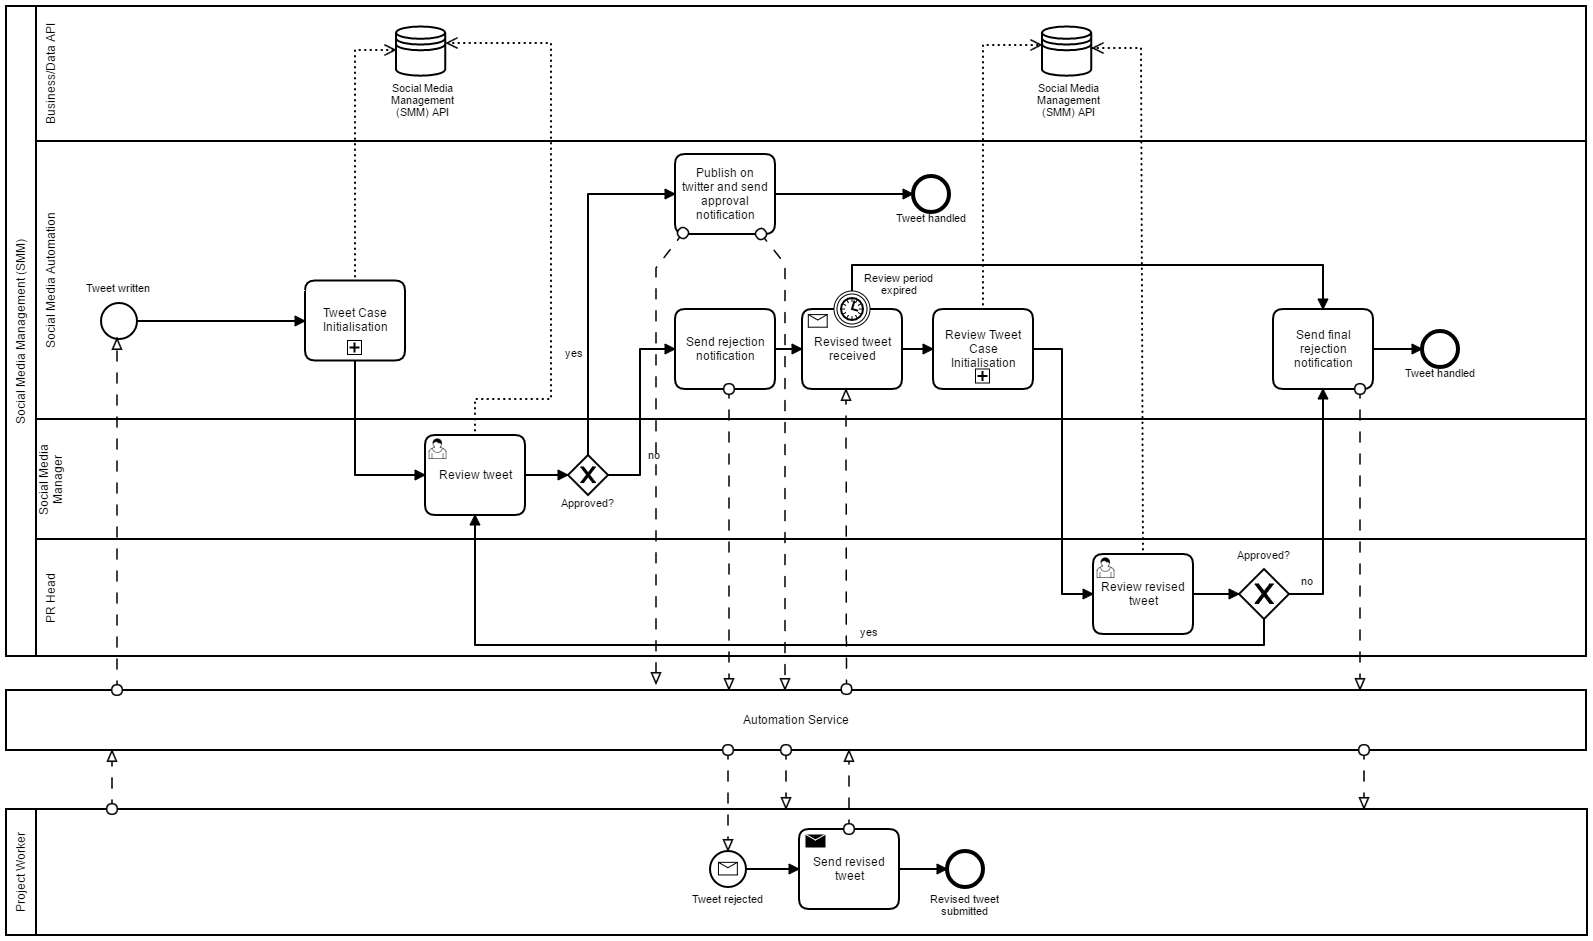 Social Media Management (SMM)
Business/Data API
Social Media
Management
(SMM) API
Social Media
Management
(SMM) API
Social Media Automation
Tweet written
Tweet Case
Initialisation
Publish on
twitter and send
approval
notification
Tweet handled
yes
Send rejection
notification
Review period
expired
Revised tweet
received
Review Tweet
Case
Initialisation
Send final
rejection
notification
Tweet handled
Social Media
Manager
Review tweet
Approved?
no
PR Head
Review revised
tweet
Approved?
no
yes
Automation Service
Project Worker
Tweet rejected
Send revised
tweet
Revised tweet
submitted